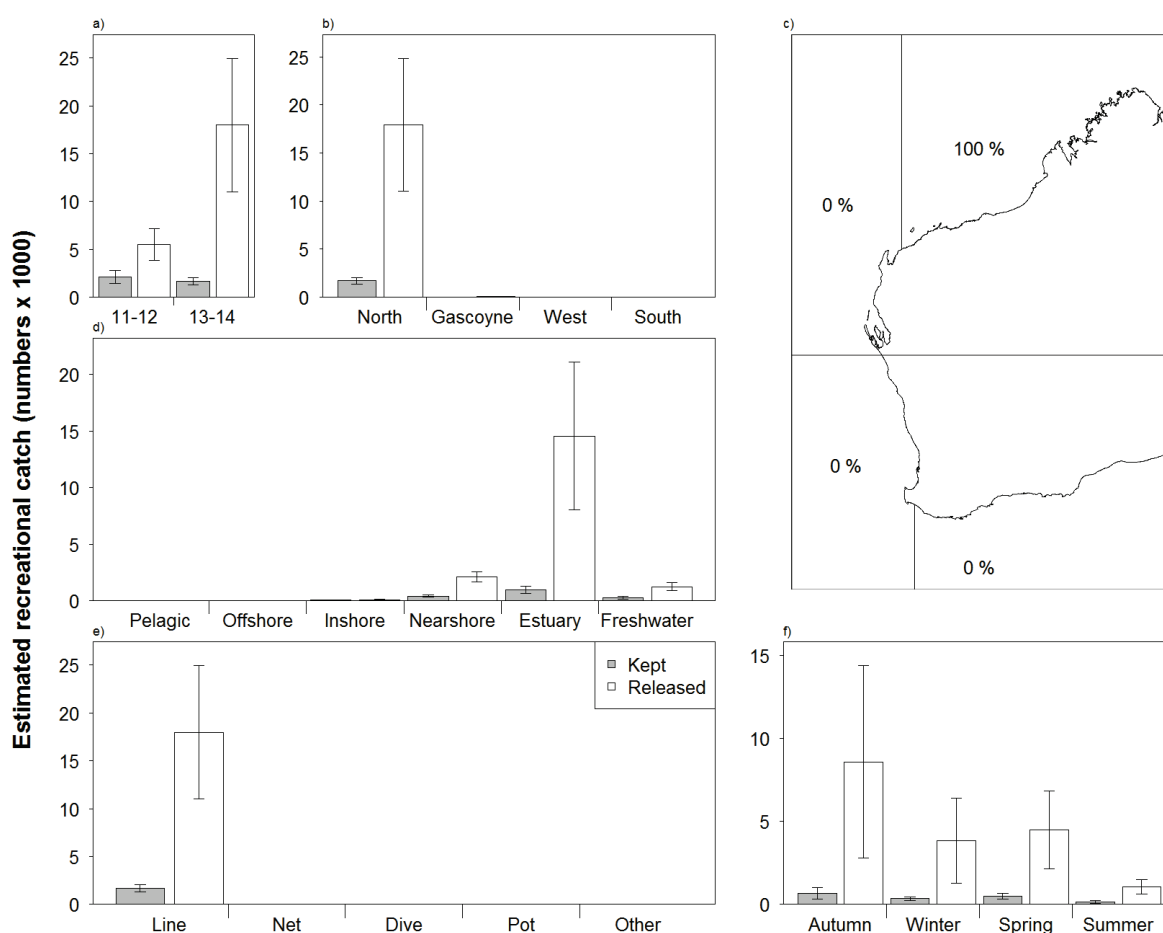 Estimated recreational catch (numbers x 1000)
a)
25
20
15
10
5
0
11-12
13-14
b)
25
20
15
10
5
0
North
Gascoyne
West
South
c)
100 %
0 %
0 %
0 %
d)
20
15
10
5
0
Pelagic
Offshore
Inshore
Nearshore
Estuary
Freshwater
e)
25
20
15
10
5
0
Kept
Released
Line
Net
Dive
Pot
Other
f)
15
10
5
0
Autumn
Winter
Spring
Summer